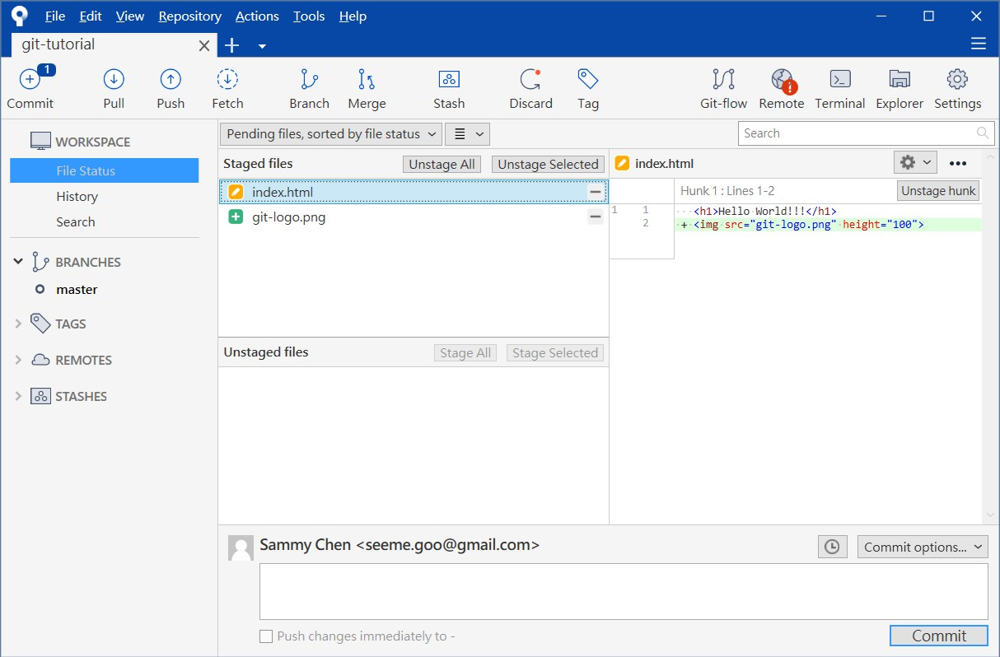 File Edit View Repository Actions Tools Help
git-tutorial
1
Commit Pull Push Fetch Branch Merge Stash Discard Tag Git-flow Remote Terminal Explorer Settings
WORKSPACE
File Status
History
Search
BRANCHES
master
TAGS
REMOTES
STASHES
Pending files, sorted by file status
Search
Staged files Unstage All Unstage Selected
index.html
git-logo.png
Unstaged files Stage All Stage Selected
index.html
Hunk 1 : Lines 1-2 Unstage hunk
1 1 <h1>Hello World!!!</h1>
2 + <img src="git-logo.png" height="100">
Sammy Chen <seeme.goo@gmail.com>
Commit options...
Push changes immediately to -
Commit